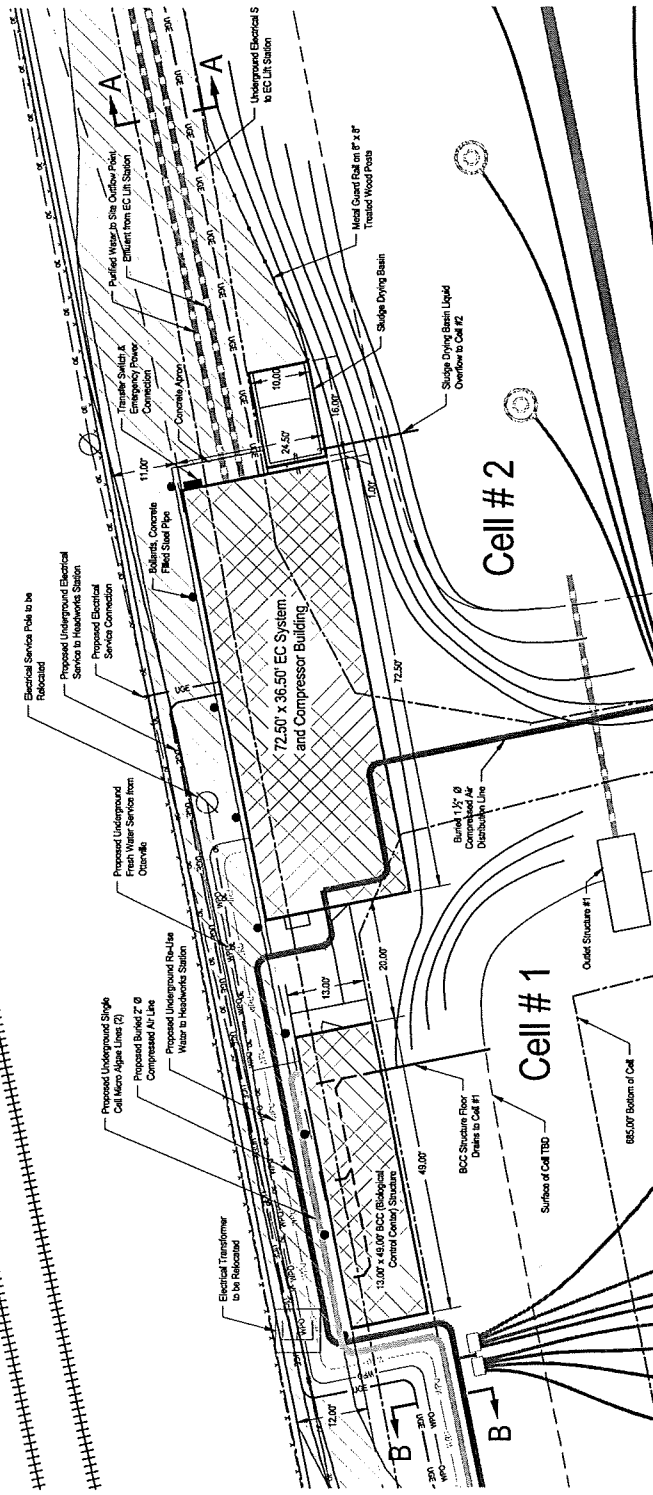 Electrical Transformer
to be Relocated
Proposed Underground Single
Cell Micro Algae Lines (2)
Proposed Buried 2" Ø
Compressed Air Line
Proposed Underground Re-Use
Water to Headworks Station
Proposed Underground
Fresh Water Service from
Otterville
Electrical Service Pole to be
Relocated
Proposed Underground Electrical
Service to Headworks Station
Proposed Electrical
Service Connection
Bollards, Concrete
Filled Steel Pipe
Transfer Switch &
Emergency Power
Connection
Concrete Apron
Purified Water to Site Outflow Point
Effluent from EC Lift Station
Underground Electrical S
to EC Lift Station
A
A
UGE
UGE
UGE
WPO
WPO
12.00'
13.00'
20.00'
49.00'
11.00'
10.00'
24.50'
16.00'
1.00'
72.50'
72.50' x 36.50' EC System
and Compressor Building
13.00' x 49.00' BCC (Biological
Control Center) Structure
Metal Guard Rail on 8" x 8"
Treated Wood Posts
Sludge Drying Basin
Sludge Drying Basin Liquid
Overflow to Cell #2
Buried 1 ½" Ø
Compressed Air
Distribution Line
BCC Structure Floor
Drains to Cell #1
Outlet Structure #1
Surface of Cell TBD
685.00' Bottom of Cell
Cell # 1
Cell # 2
B
B